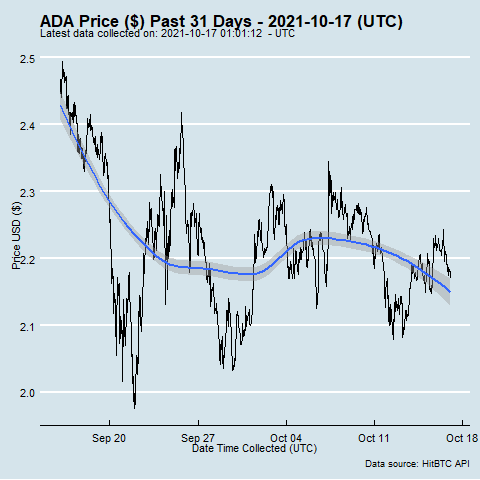 ADA Price ($) Past 31 Days - 2021-10-17 (UTC)
Latest data collected on: 2021-10-17 01:01:12 - UTC
2.5
2.4
2.3
2.2
2.1
2.0
Price USD ($)
Sep 20 Sep 27 Oct 04 Oct 11 Oct 18
Date Time Collected (UTC)
Data source: HitBTC API